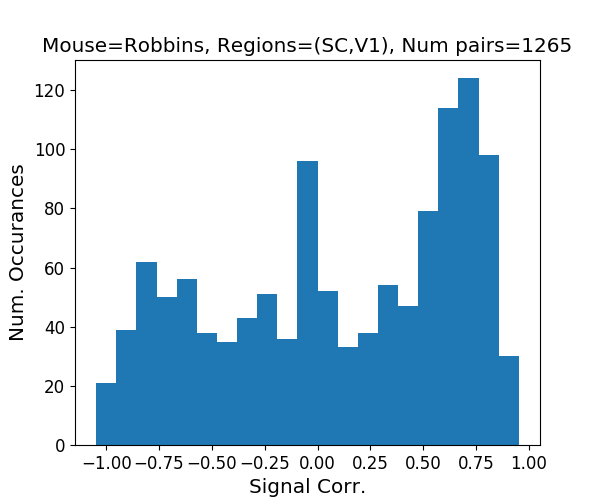 Mouse=Robbins, Regions=(SC,V1), Num pairs=1265
120
100
80
60
40
20
0
Num. Occurances
−1.00 −0.75 −0.50 −0.25 0.00 0.25 0.50 0.75 1.00
Signal Corr.